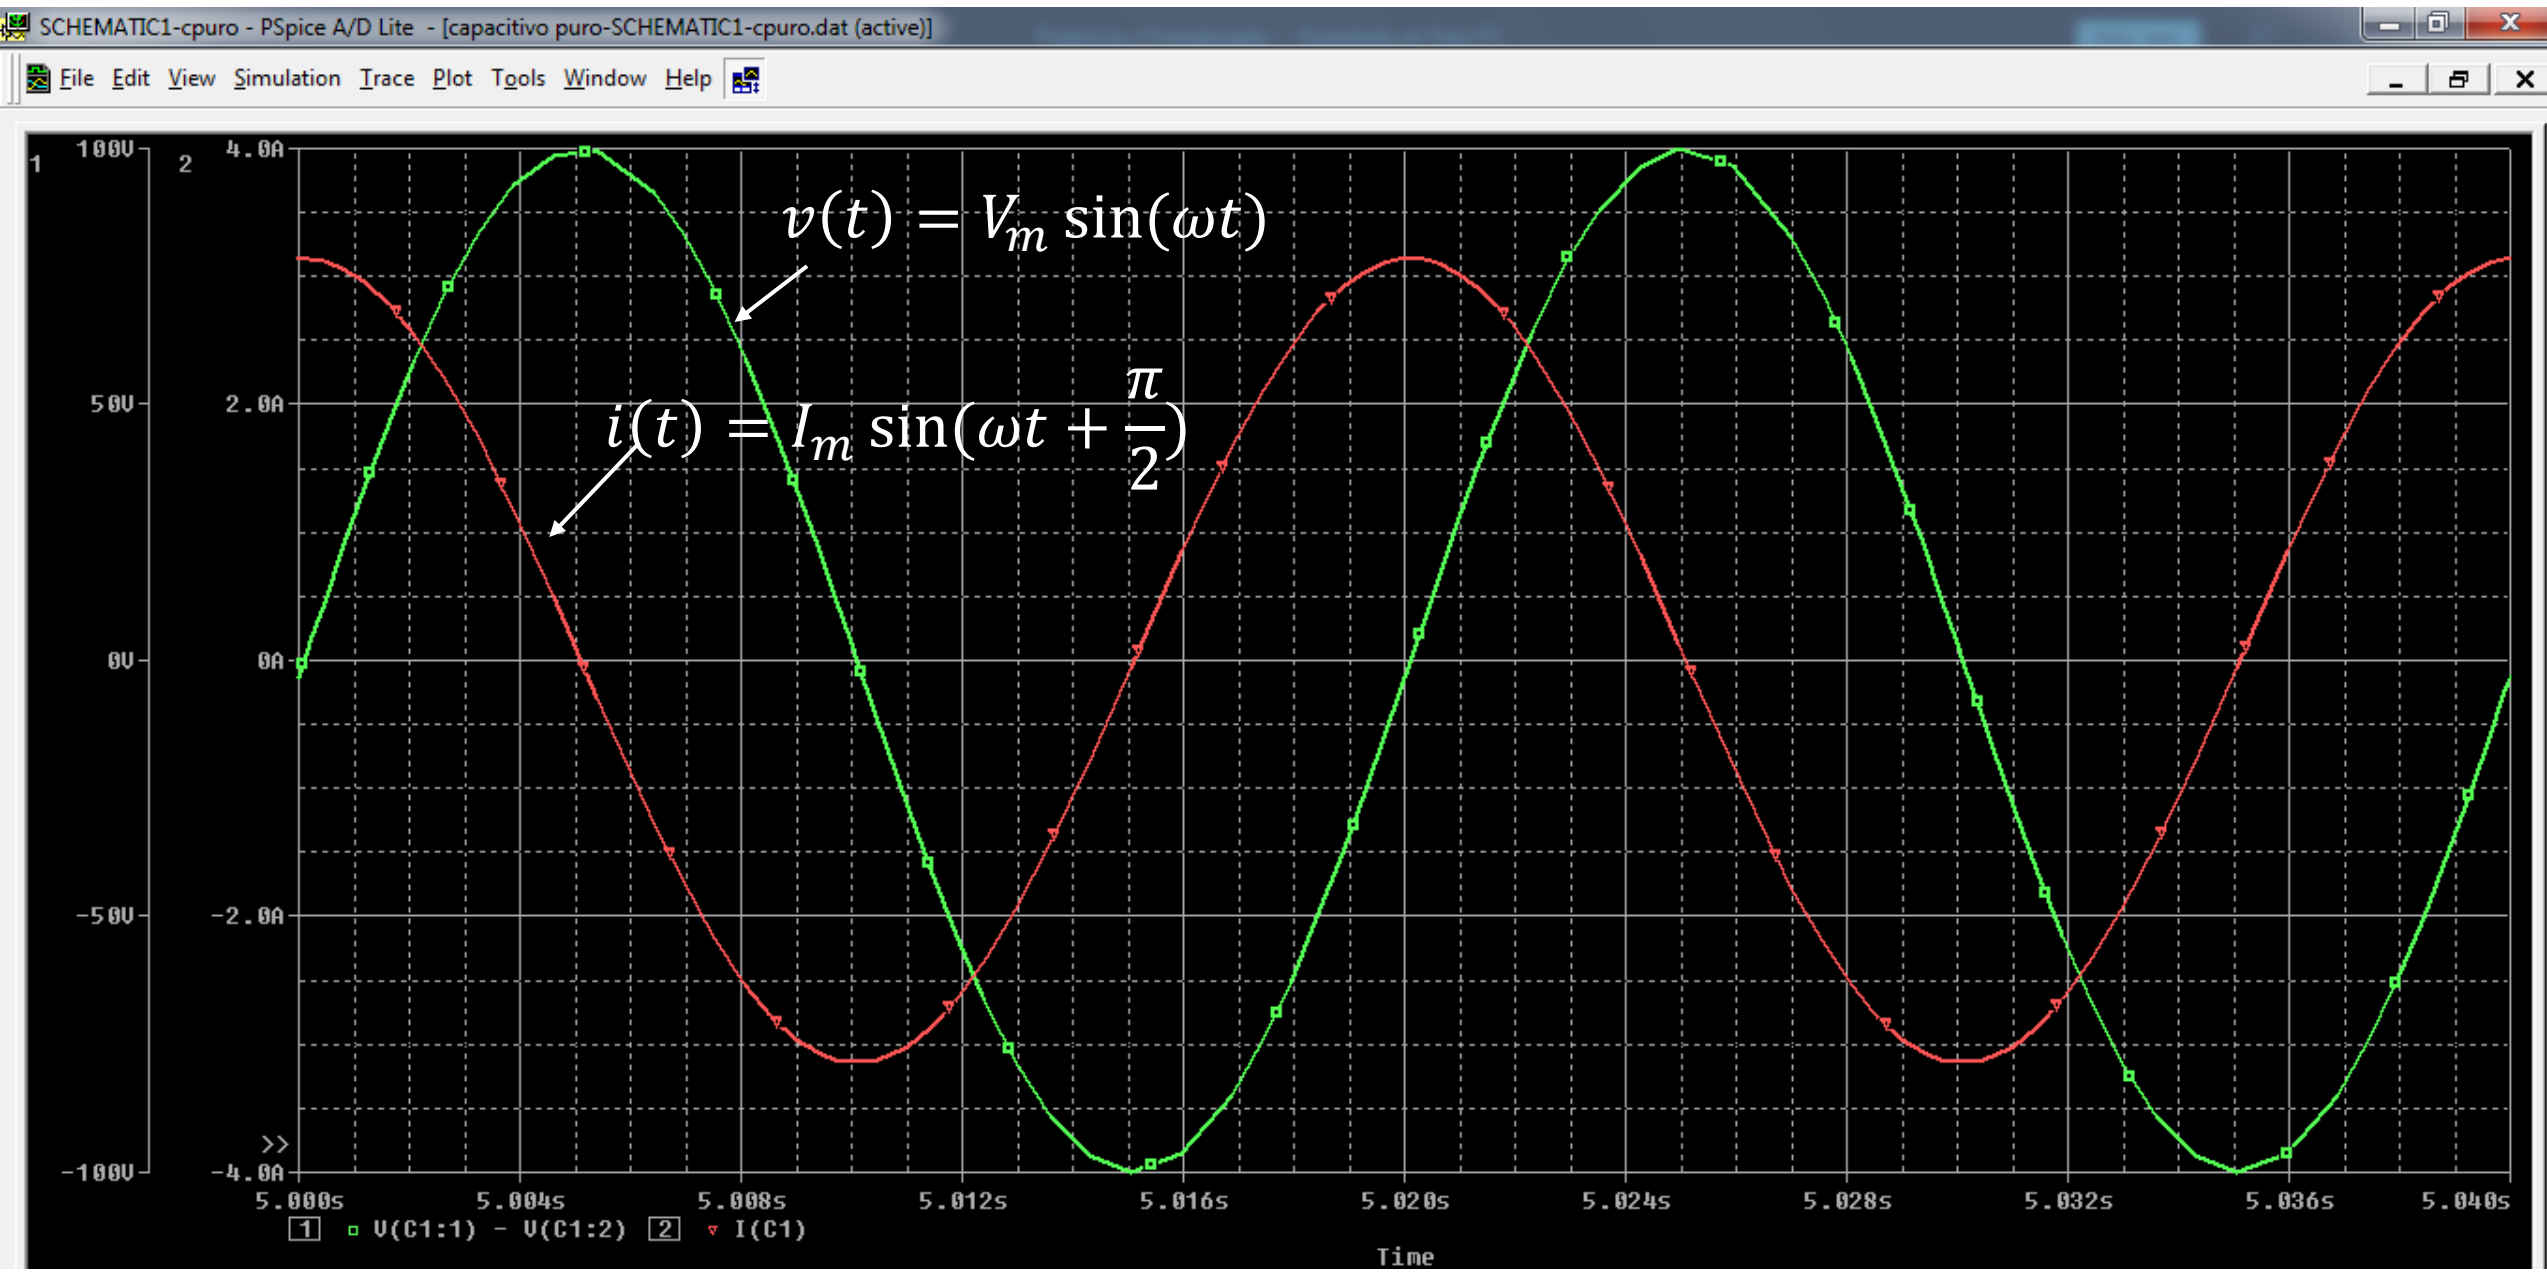 SCHEMATIC1-cpuro - PSpice A/D Lite - [capacitivo puro-SCHEMATIC1-cpuro.dat (active)]
File Edit View Simulation Trace Plot Tools Window Help
1 100V 2 4.0A
v(t) = V_m sin(ωt)
50V 2.0A
i(t) = I_m sin(ωt + π/2)
0V 0A
-50V -2.0A
>>
-100V -4.0A
5.000s 5.004s 5.008s 5.012s 5.016s 5.020s 5.024s 5.028s 5.032s 5.036s 5.040s
1 V(C1:1) - V(C1:2) 2 I(C1)
Time